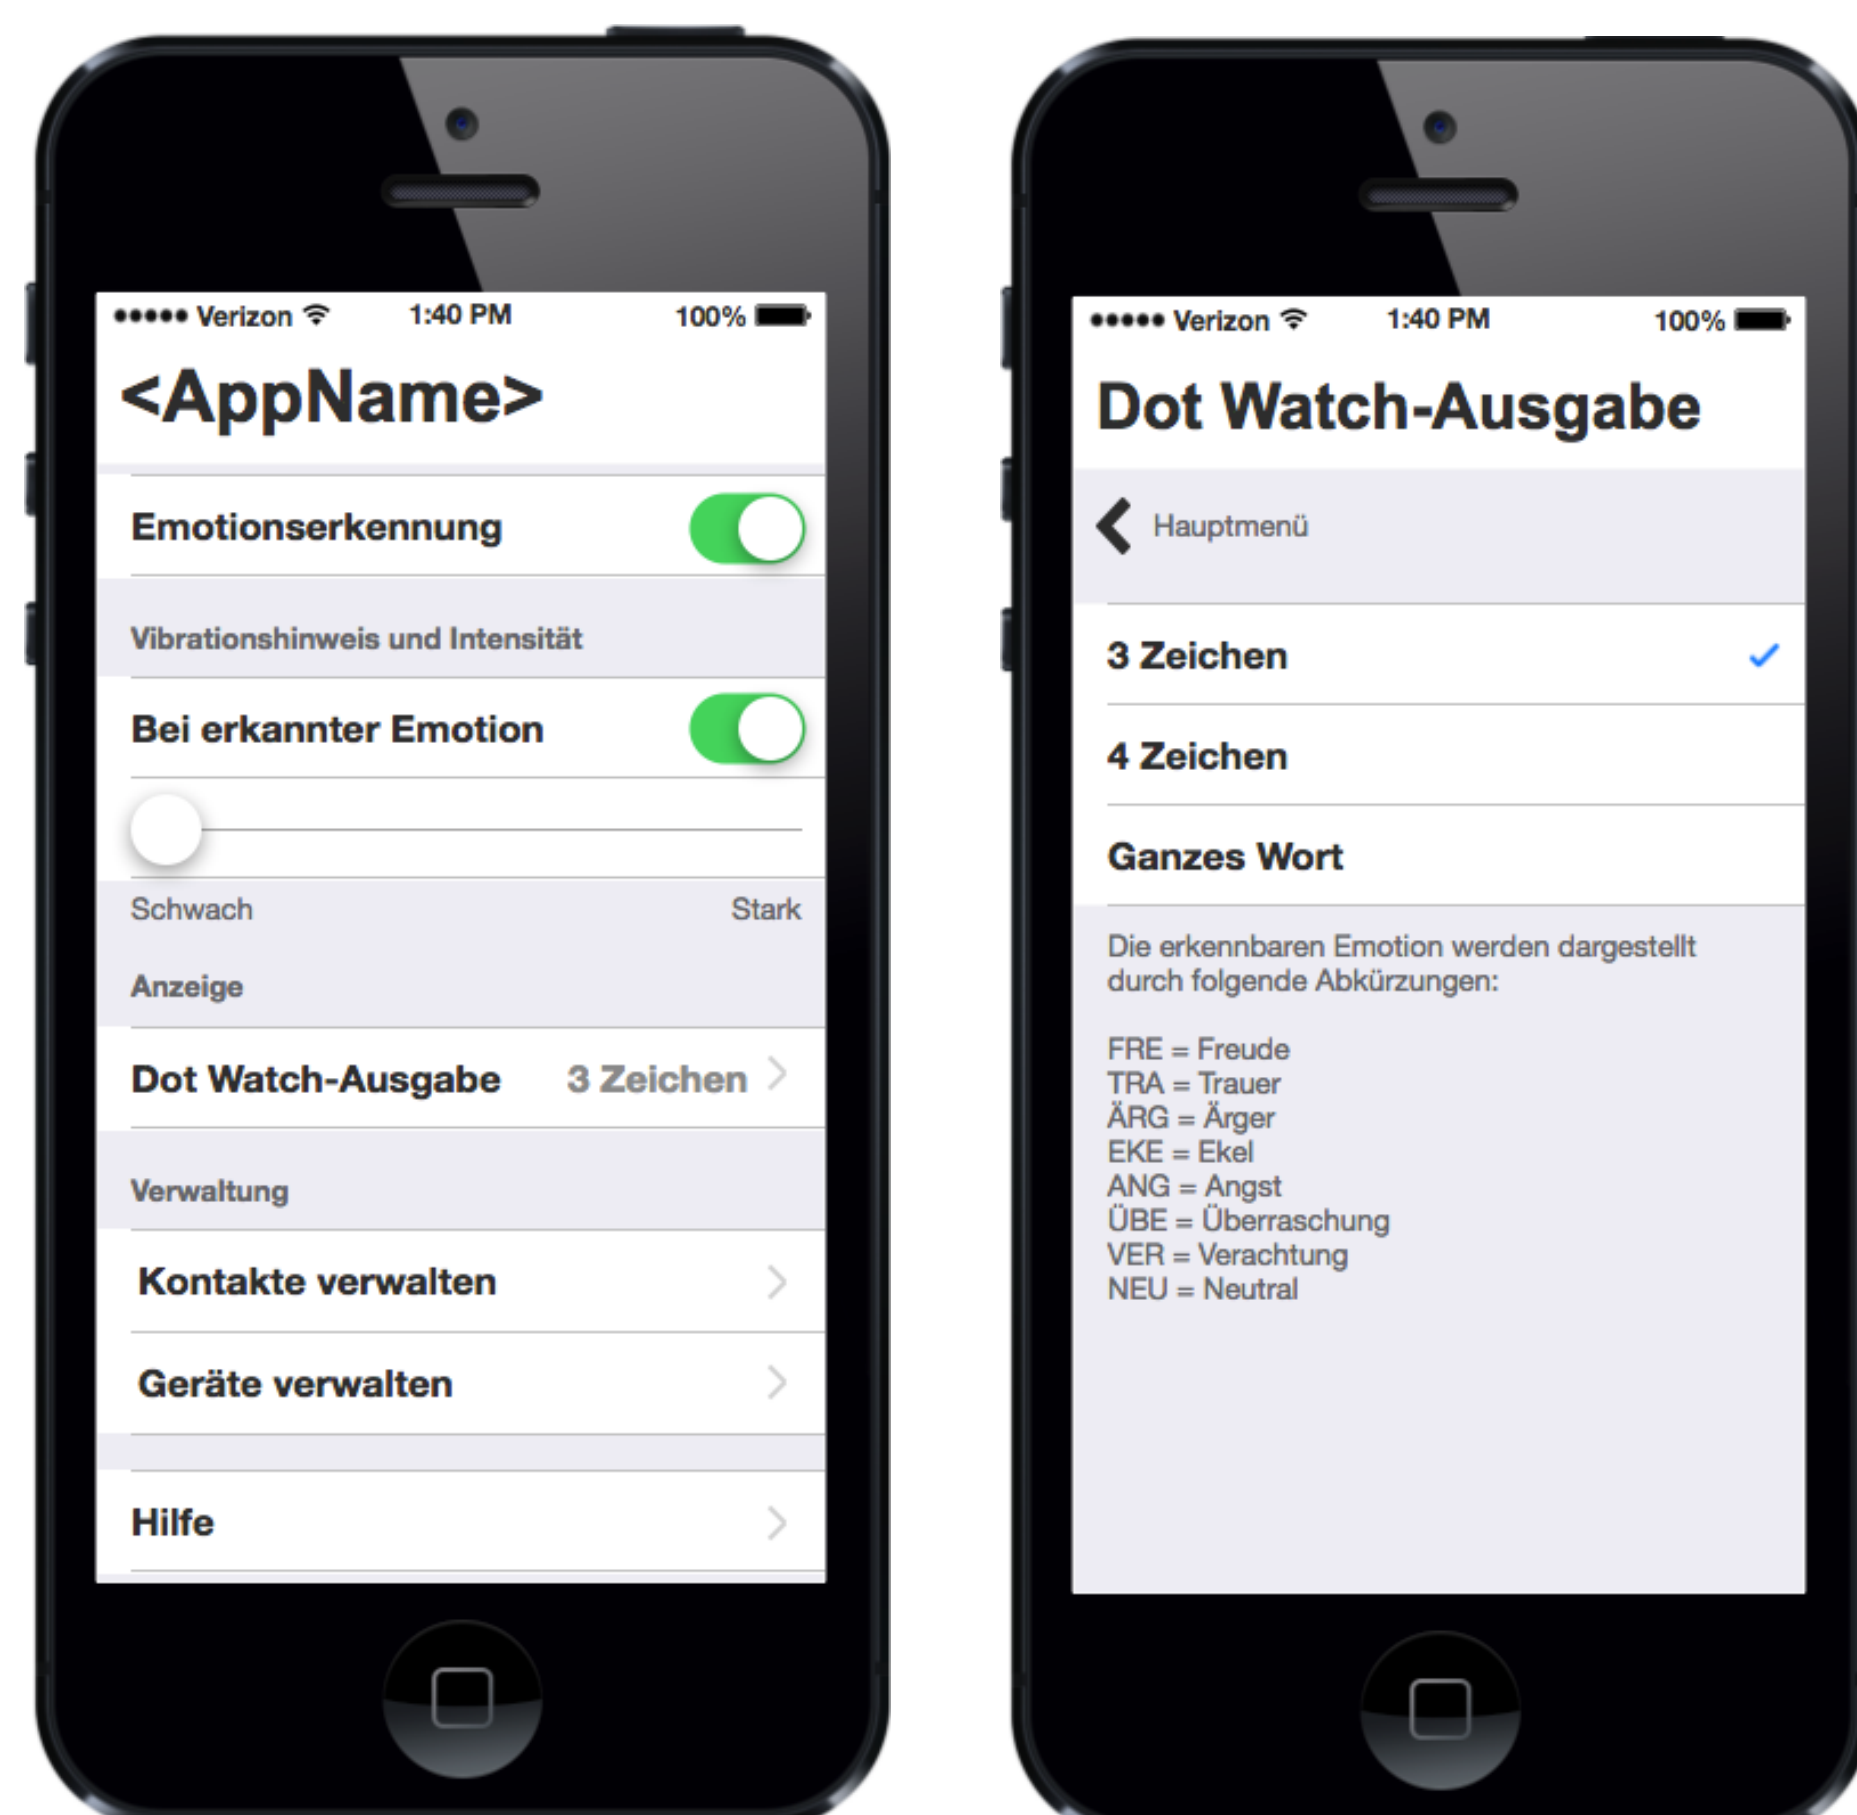 Verizon 1:40 PM 100%
<AppName>
Emotionserkennung
Vibrationshinweis und Intensität
Bei erkannter Emotion
Schwach Stark
Anzeige
Dot Watch-Ausgabe 3 Zeichen
Verwaltung
Kontakte verwalten
Geräte verwalten
Hilfe
Verizon 1:40 PM 100%
Dot Watch-Ausgabe
Hauptmenü
3 Zeichen
4 Zeichen
Ganzes Wort
Die erkennbaren Emotion werden dargestellt
durch folgende Abkürzungen:
FRE = Freude
TRA = Trauer
ÄRG = Ärger
EKE = Ekel
ANG = Angst
ÜBE = Überraschung
VER = Verachtung
NEU = Neutral